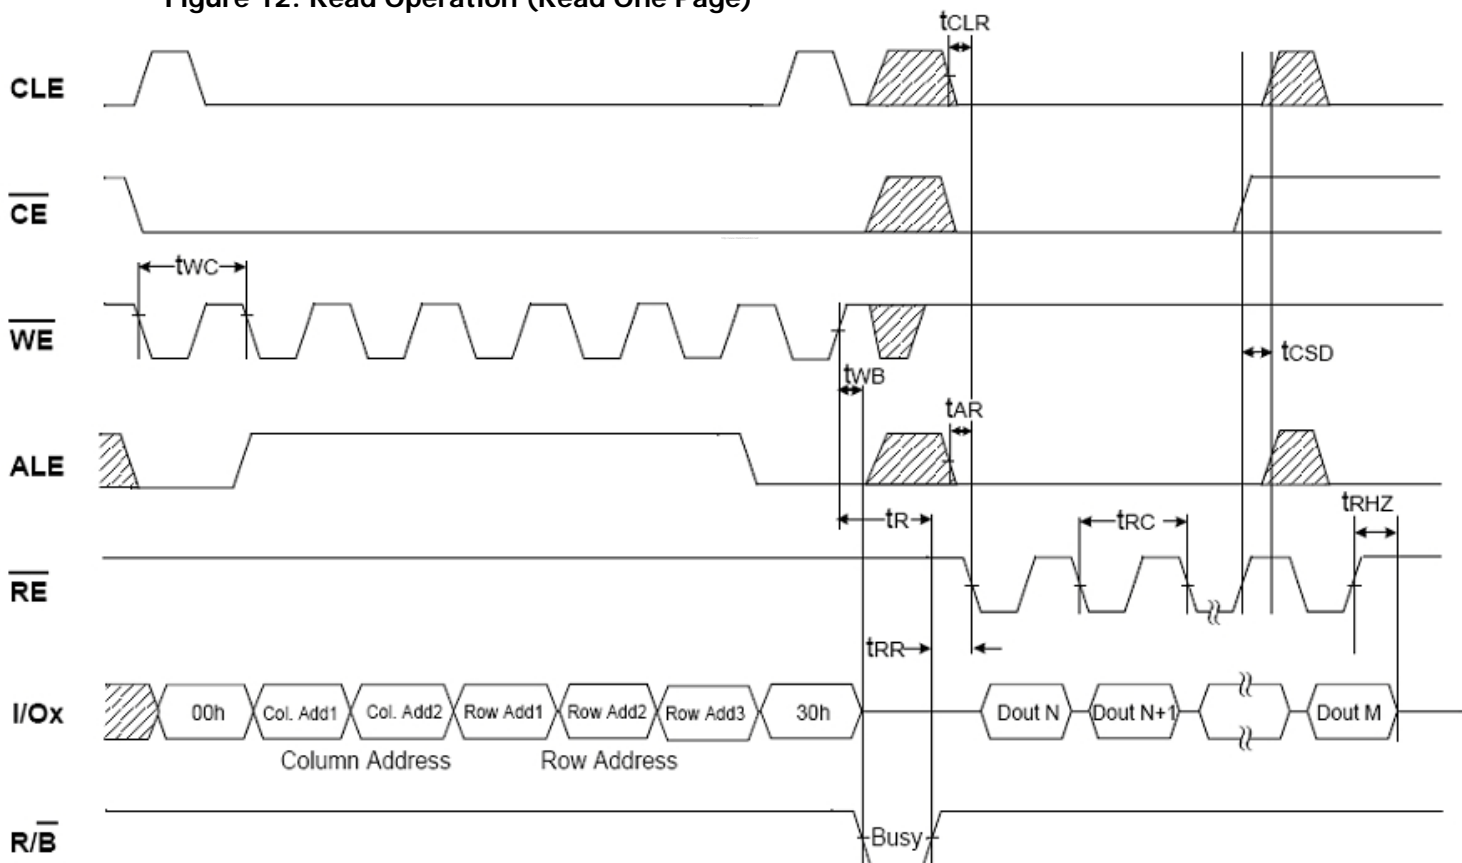 Figure 12: Read Operation (Read One Page)
tCLR
CLE
CE
tWC
WE
tCSD
tWB
tAR
ALE
tRHZ
tR
tRC
RE
tRR
I/Ox
00h Col. Add1 Col. Add2 Row Add1 Row Add2 Row Add3 30h Dout N Dout N+1 Dout M
Column Address Row Address
R/B
Busy